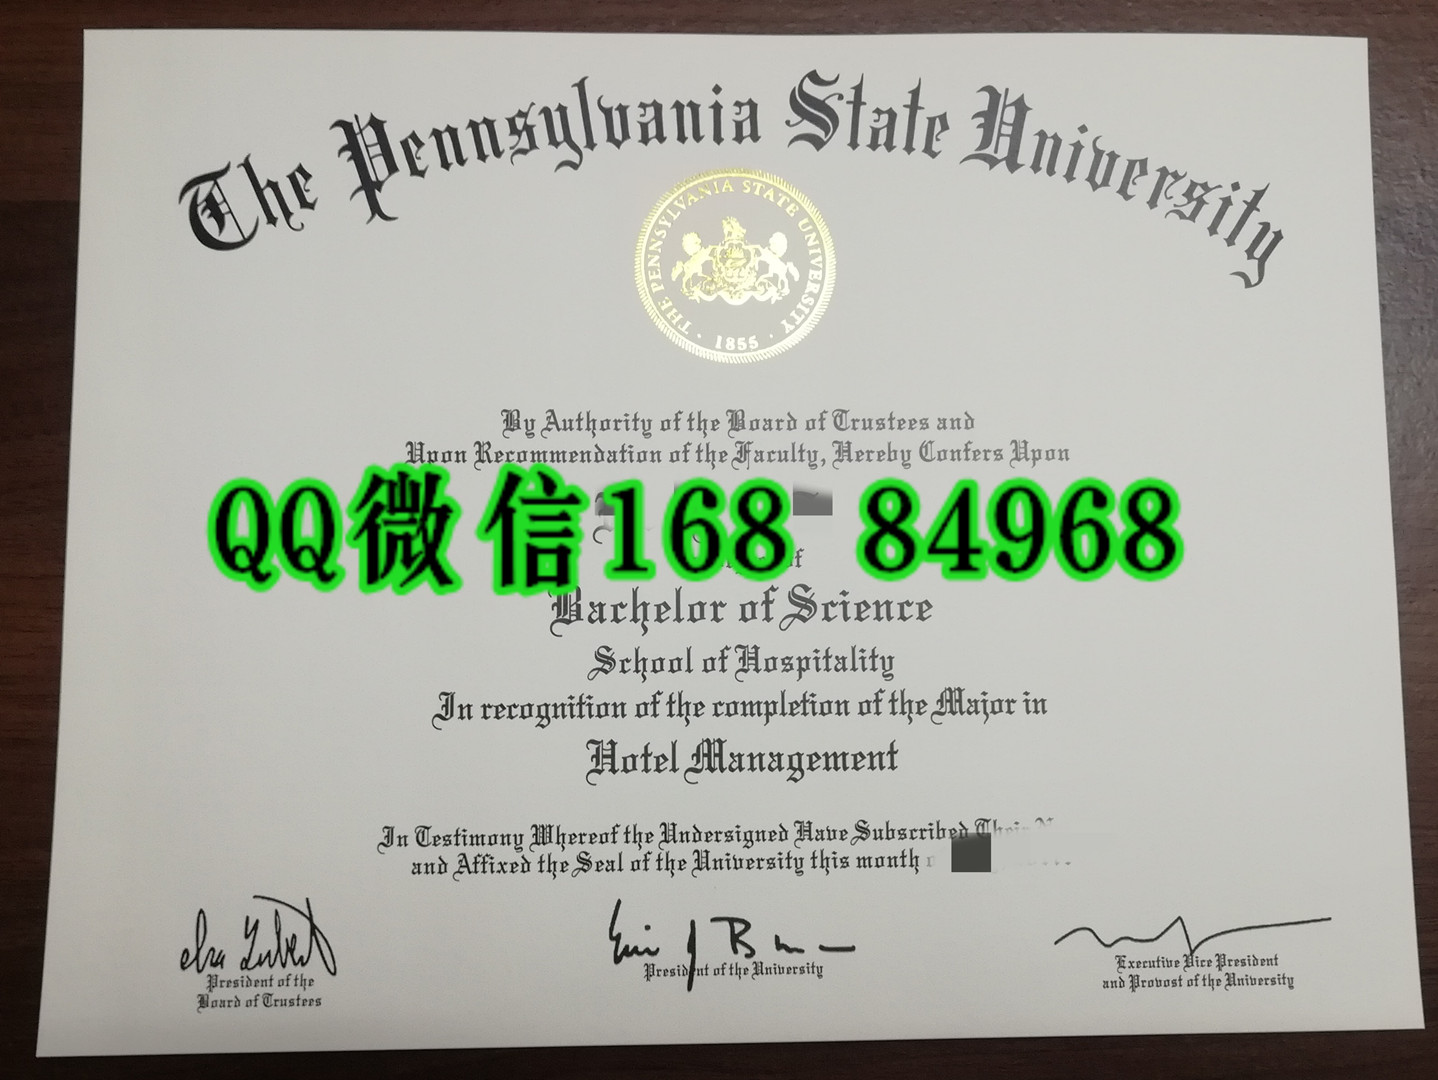 The Pennsylvania State University
THE PENNSYLVANIA STATE UNIVERSITY
1855
By Authority of the Board of Trustees and
Upon Recommendation of the Faculty, Hereby Confers Upon
QQ微信168 84968
of
Bachelor of Science
School of Hospitality
In recognition of the completion of the Major in
Hotel Management
In Testimony Whereof the Undersigned Have Subscribed Their
and Affixed the Seal of the University this month
President of the
Board of Trustees
President of the University
Executive Vice President
and Provost of the University